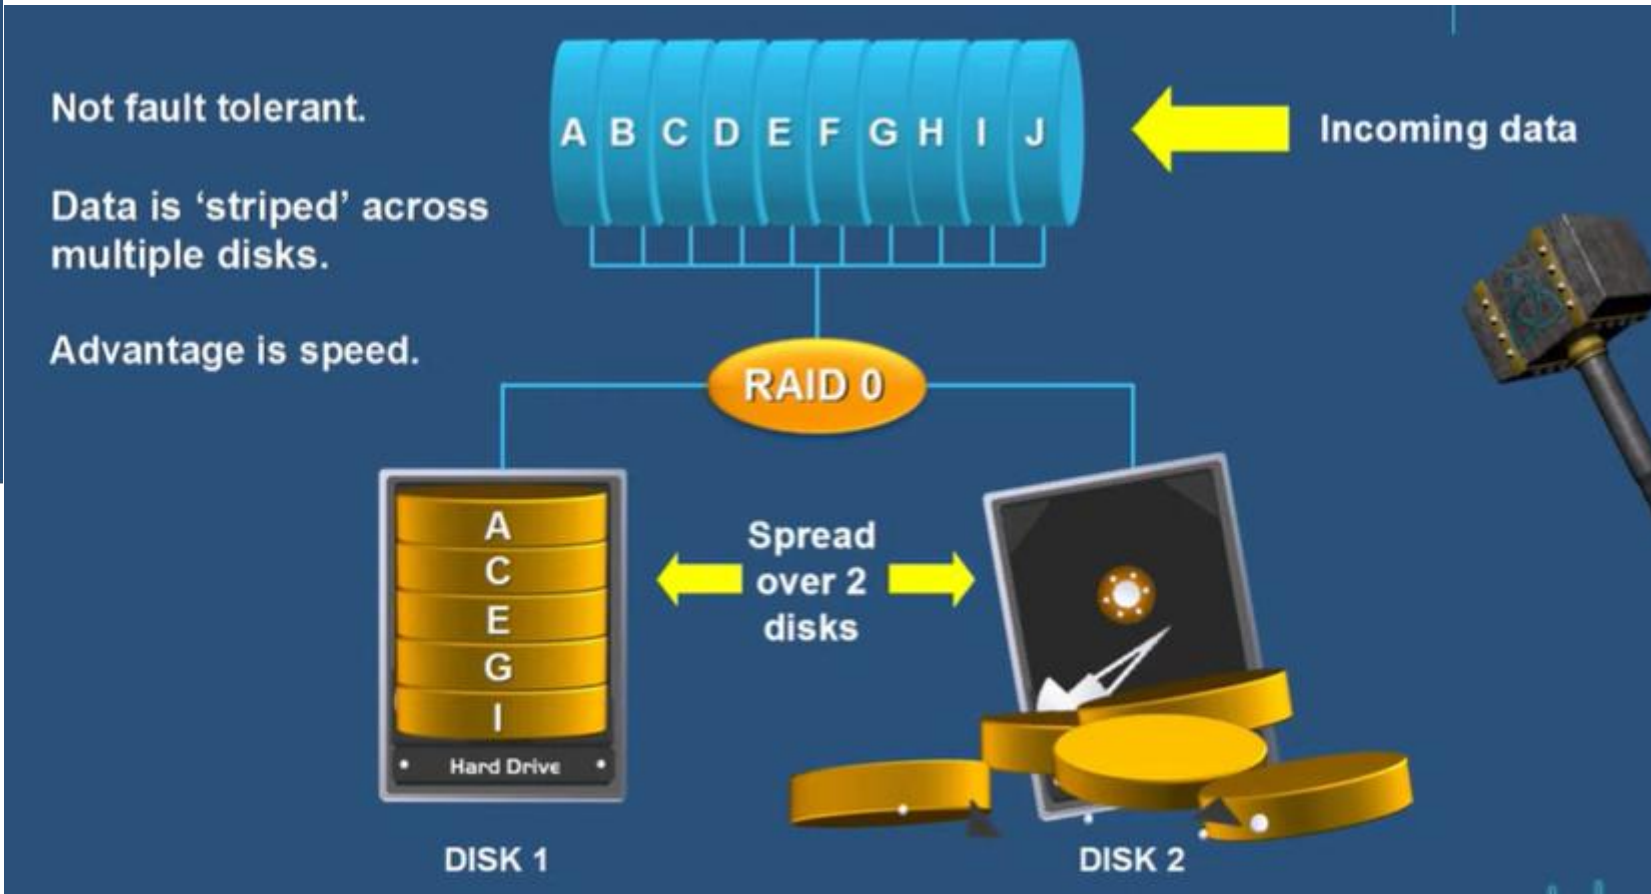 Not fault tolerant.
Data is ‘striped’ across
multiple disks.
Advantage is speed.
A B C D E F G H I J
Incoming data
RAID 0
A
C
E
G
I
Hard Drive
DISK 1
Spread
over 2
disks
DISK 2